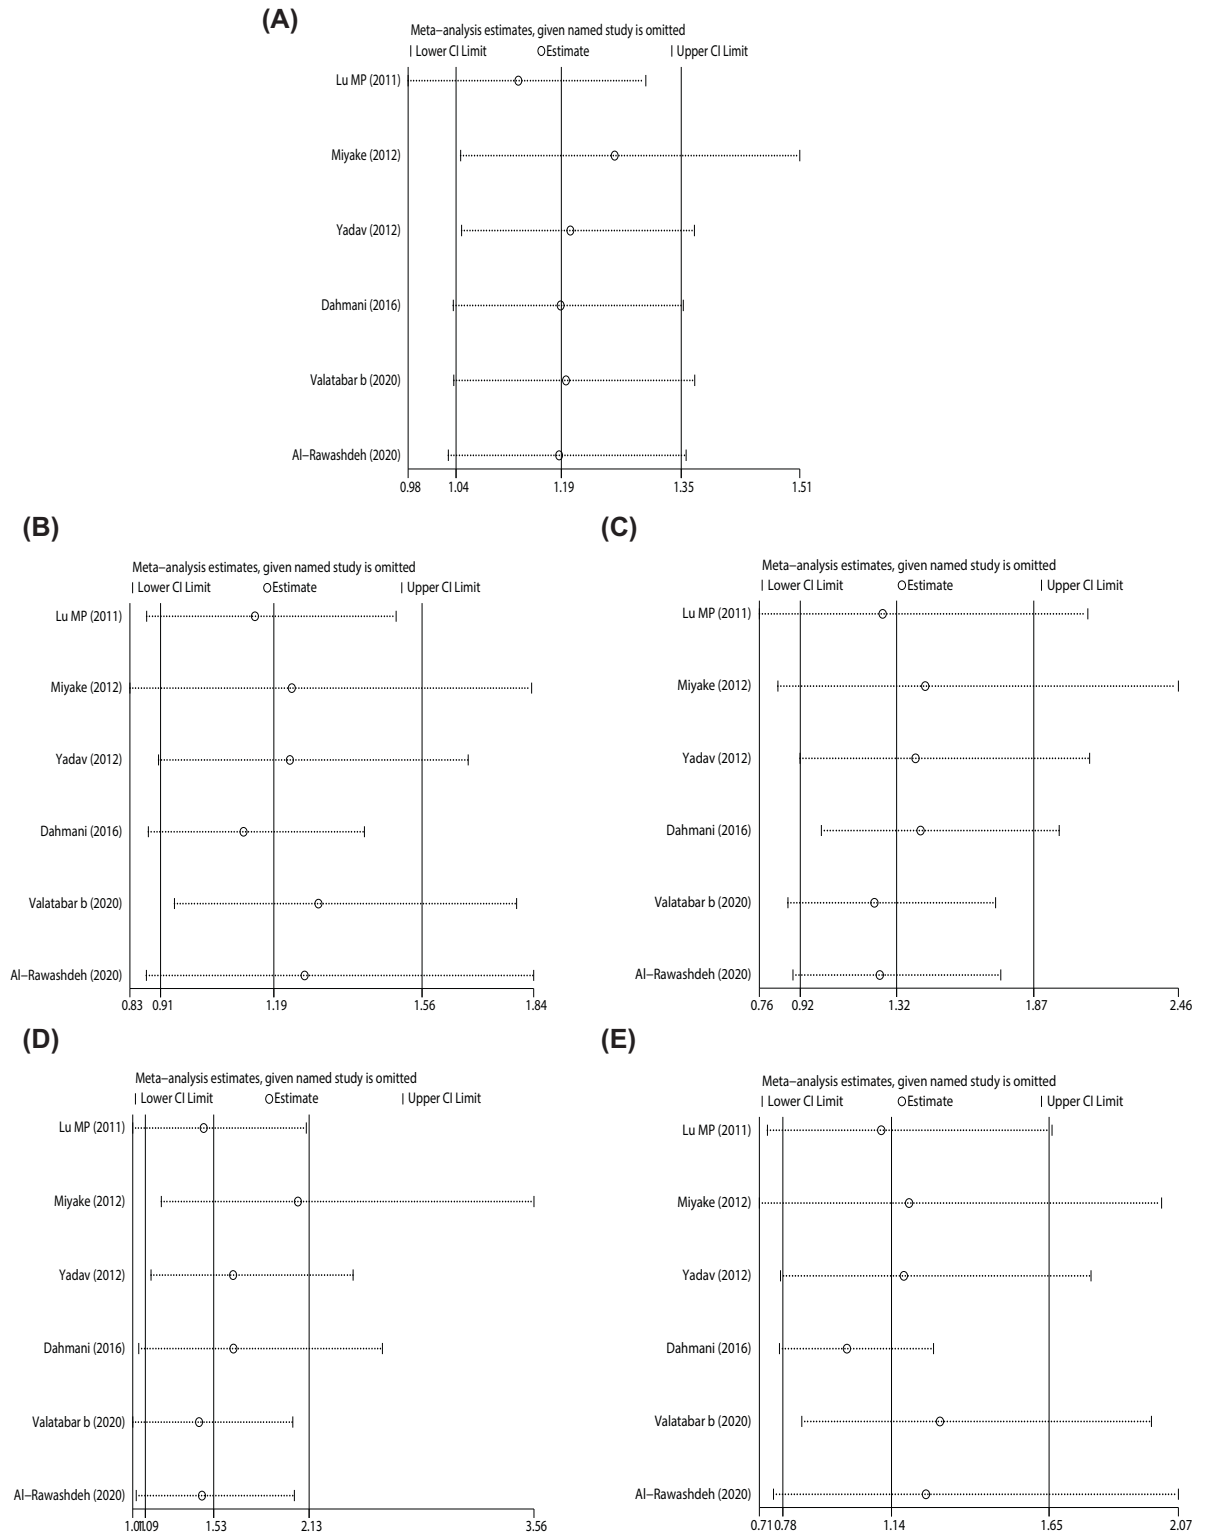 (A)
Meta−analysis estimates, given named study is omitted
| Lower CI Limit OEstimate | Upper CI Limit
Lu MP (2011)
Miyake (2012)
Yadav (2012)
Dahmani (2016)
Valatabar b (2020)
Al−Rawashdeh (2020)
0.98 1.04 1.19 1.35 1.51
(B)
Meta−analysis estimates, given named study is omitted
| Lower CI Limit OEstimate | Upper CI Limit
Lu MP (2011)
Miyake (2012)
Yadav (2012)
Dahmani (2016)
Valatabar b (2020)
Al−Rawashdeh (2020)
0.83 0.91 1.19 1.56 1.84
(C)
Meta−analysis estimates, given named study is omitted
| Lower CI Limit OEstimate | Upper CI Limit
Lu MP (2011)
Miyake (2012)
Yadav (2012)
Dahmani (2016)
Valatabar b (2020)
Al−Rawashdeh (2020)
0.76 0.92 1.32 1.87 2.46
(D)
Meta−analysis estimates, given named study is omitted
| Lower CI Limit OEstimate | Upper CI Limit
Lu MP (2011)
Miyake (2012)
Yadav (2012)
Dahmani (2016)
Valatabar b (2020)
Al−Rawashdeh (2020)
1.09 1.53 2.13 3.56
(E)
Meta−analysis estimates, given named study is omitted
| Lower CI Limit OEstimate | Upper CI Limit
Lu MP (2011)
Miyake (2012)
Yadav (2012)
Dahmani (2016)
Valatabar b (2020)
Al−Rawashdeh (2020)
0.71 0.78 1.14 1.65 2.07